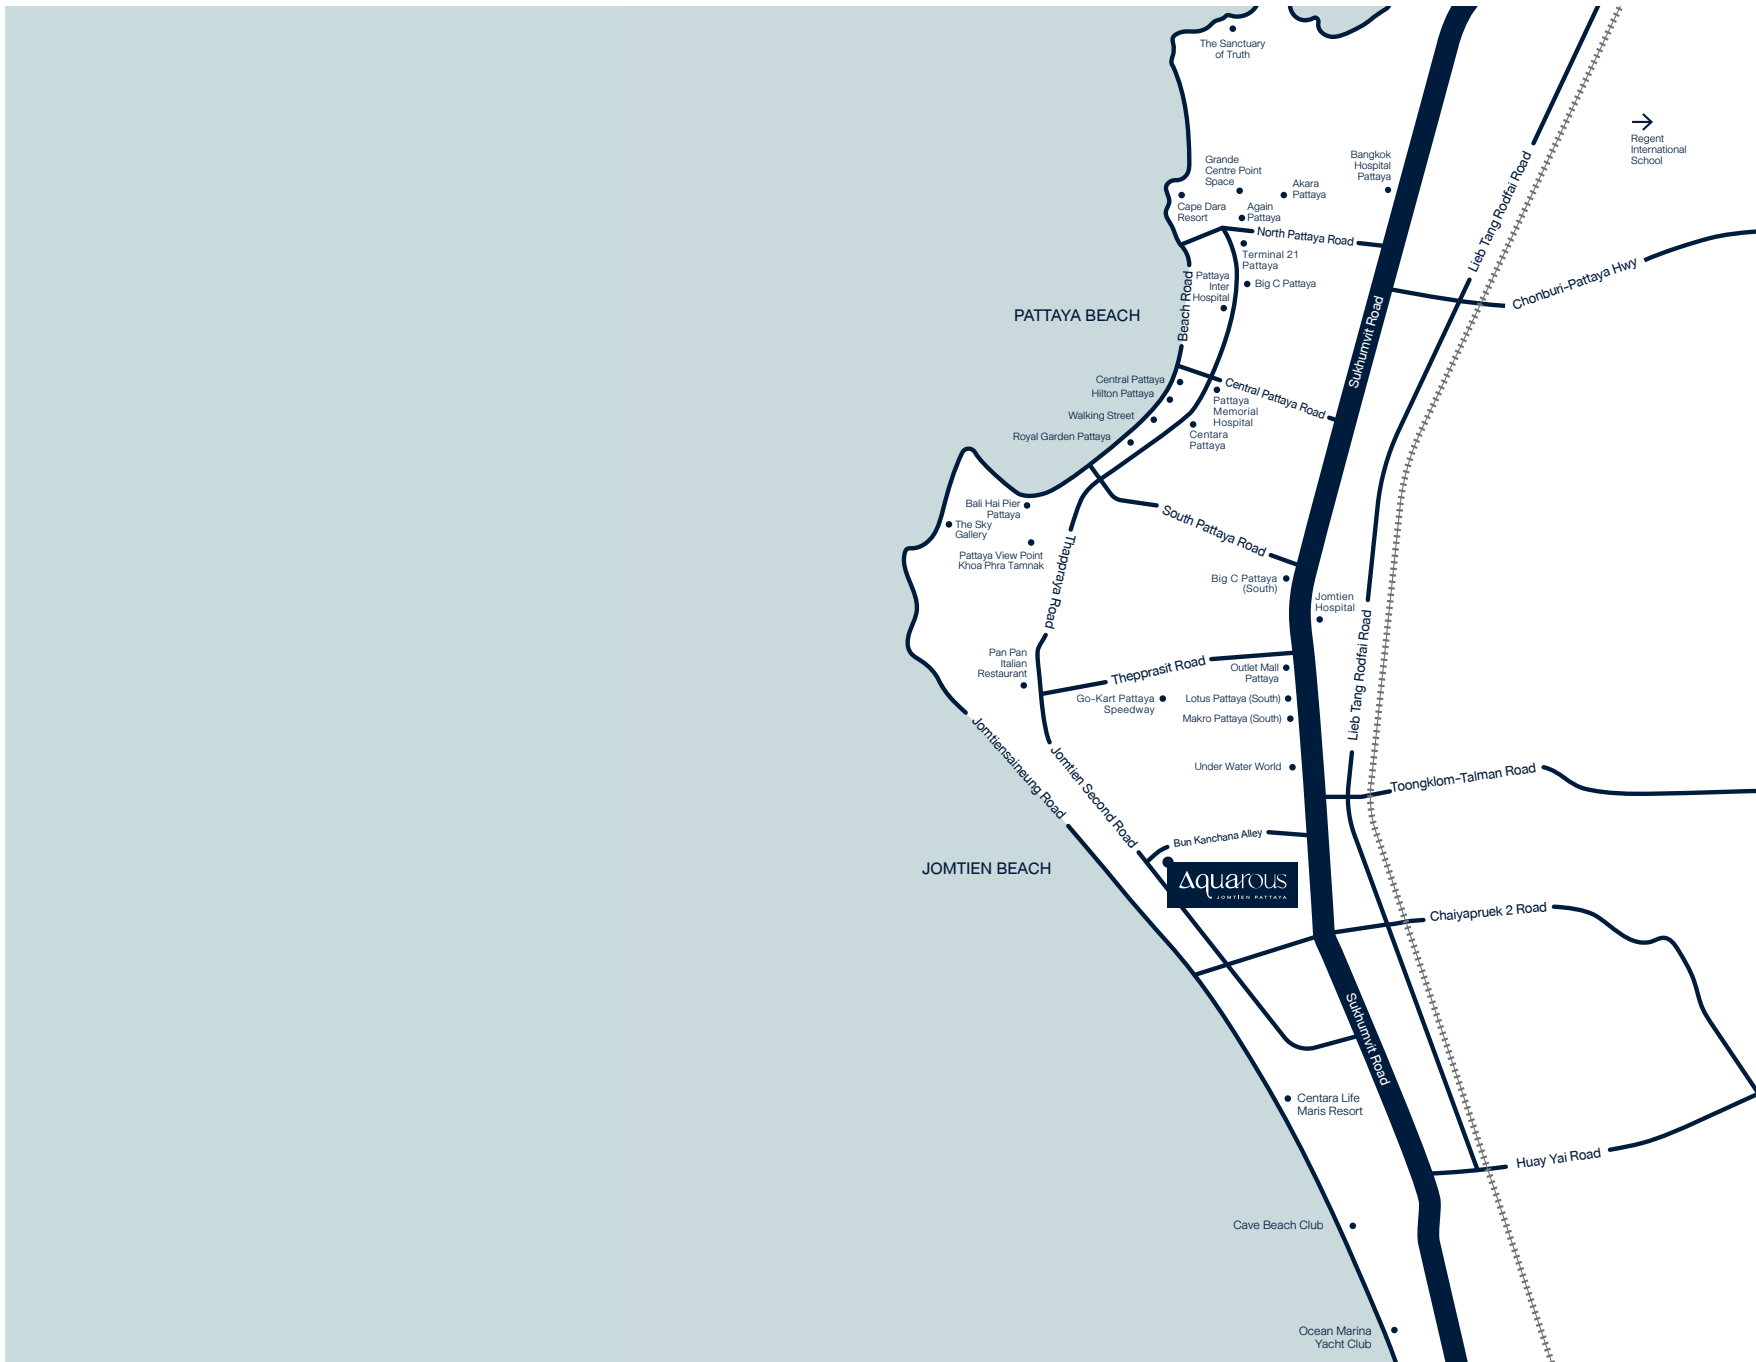 The Sanctuary
of Truth
Regent
International
School
Bangkok
Hospital
Pattaya
Grande
Centre Point
Space
Akara
Pattaya
Cape Dara
Resort
Again
Pattaya
North Pattaya Road
Lieb Tang Rodfai Road
Terminal 21
Pattaya
Chonburi-Pattaya Hwy
Pattaya
Inter
Hospital
Big C Pattaya
Beach Road
PATTAYA BEACH
Sukhumvit Road
Central Pattaya
Hilton Pattaya
Central Pattaya Road
Walking Street
Pattaya
Memorial
Hospital
Royal Garden Pattaya
Centara
Pattaya
Bali Hai Pier
Pattaya
The Sky
Gallery
South Pattaya Road
Pattaya View Point
Khoa Phra Tamnak
Thappraya Road
Big C Pattaya
(South)
Jomtien
Hospital
Lieb Tang Rodfai Road
Pan Pan
Italian
Restaurant
Thepprasit Road
Outlet Mall
Pattaya
Go-Kart Pattaya
Speedway
Lotus Pattaya (South)
Makro Pattaya (South)
Jomtiensaineung Road
Jomtien Second Road
Under Water World
Toongklom-Talman Road
Bun Kanchana Alley
JOMTIEN BEACH
Aquarous
JOMTIEN PATTAYA
Chaiyapruek 2 Road
Sukhumvit Road
Centara Life
Maris Resort
Huay Yai Road
Cave Beach Club
Ocean Marina
Yacht Club